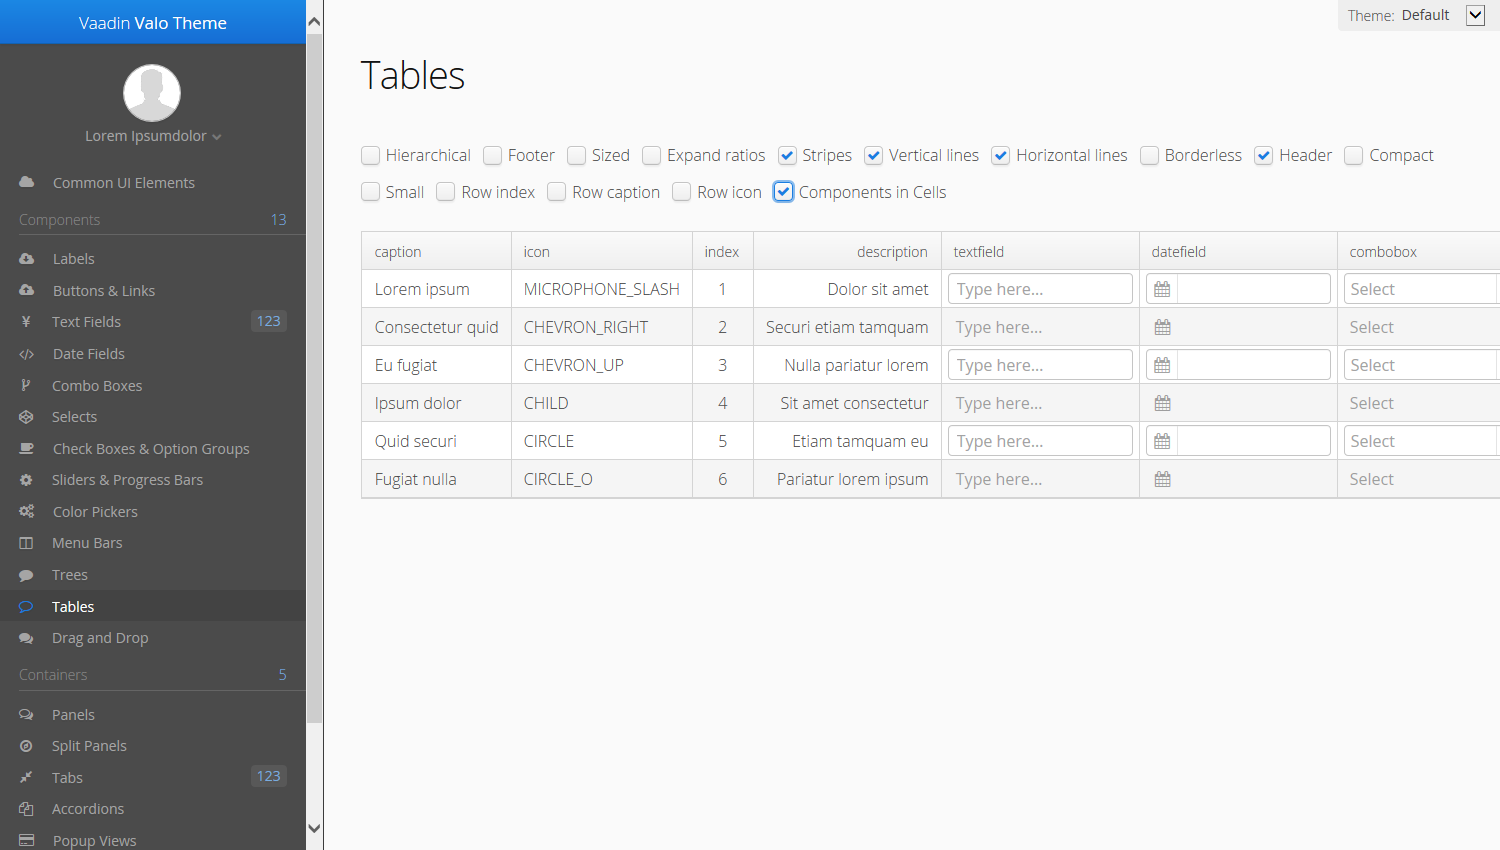 Vaadin Valo Theme
Theme: Default
Lorem Ipsumdolor
Common UI Elements
Components 13
Labels
Buttons & Links
Text Fields 123
Date Fields
Combo Boxes
Selects
Check Boxes & Option Groups
Sliders & Progress Bars
Color Pickers
Menu Bars
Trees
Tables
Drag and Drop
Containers 5
Panels
Split Panels
Tabs 123
Accordions
Popup Views
Tables
Hierarchical Footer Sized Expand ratios Stripes Vertical lines Horizontal lines Borderless Header Compact
Small Row index Row caption Row icon Components in Cells
caption icon index description textfield datefield combobox
Lorem ipsum MICROPHONE_SLASH 1 Dolor sit amet Type here... Select
Consectetur quid CHEVRON_RIGHT 2 Securi etiam tamquam Type here... Select
Eu fugiat CHEVRON_UP 3 Nulla pariatur lorem Type here... Select
Ipsum dolor CHILD 4 Sit amet consectetur Type here... Select
Quid securi CIRCLE 5 Etiam tamquam eu Type here... Select
Fugiat nulla CIRCLE_O 6 Pariatur lorem ipsum Type here... Select